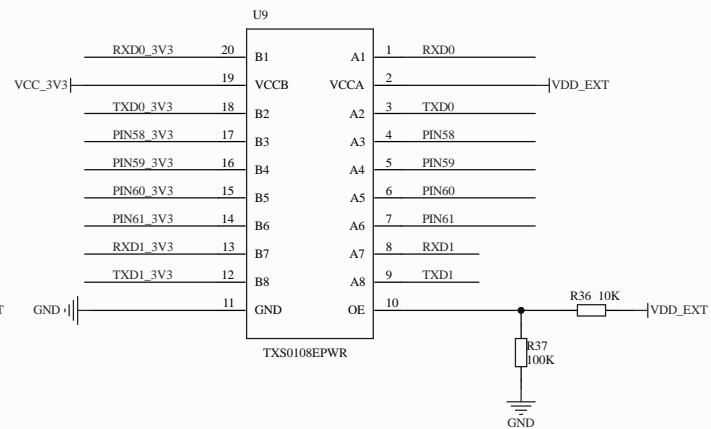 U9
RXD0_3V3 20 B1 A1 1 RXD0
VCC_3V3 19 VCCB VCCA 2 VDD_EXT
TXD0_3V3 18 B2 A2 3 TXD0
PIN58_3V3 17 B3 A3 4 PIN58
PIN59_3V3 16 B4 A4 5 PIN59
PIN60_3V3 15 B5 A5 6 PIN60
PIN61_3V3 14 B6 A6 7 PIN61
RXD1_3V3 13 B7 A7 8 RXD1
TXD1_3V3 12 B8 A8 9 TXD1
GND 11 GND OE 10 R36 10K VDD_EXT
R37
100K
TXS0108EPWR
GND